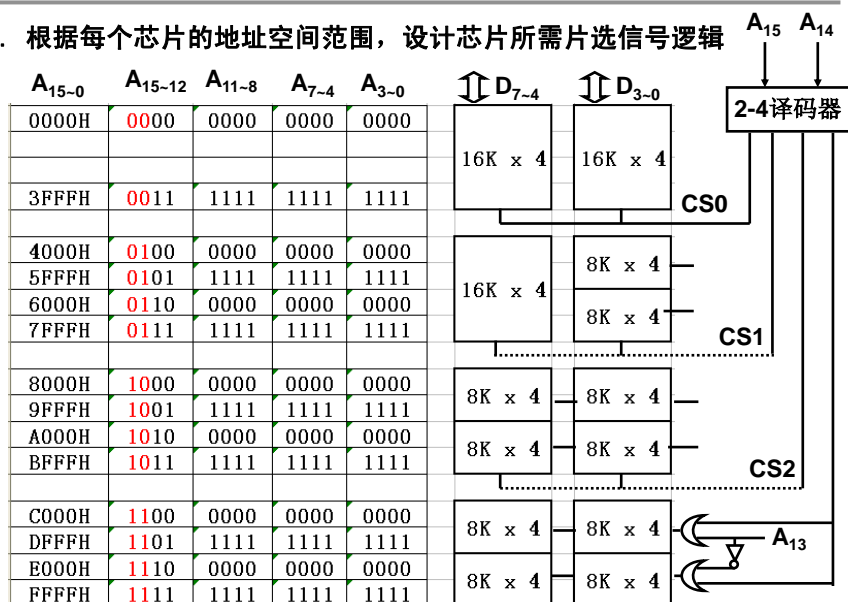 . 根据每个芯片的地址空间范围，设计芯片所需片选信号逻辑
A15 A14
A15~0 A15~12 A11~8 A7~4 A3~0 D7~4 D3~0
2-4译码器
0000H 0000 0000 0000 0000
16K x 4 16K x 4
3FFFH 0011 1111 1111 1111
CS0
4000H 0100 0000 0000 0000
8K x 4
5FFFH 0101 1111 1111 1111
16K x 4
6000H 0110 0000 0000 0000
8K x 4
7FFFH 0111 1111 1111 1111
CS1
8000H 1000 0000 0000 0000
8K x 4 8K x 4
9FFFH 1001 1111 1111 1111
A000H 1010 0000 0000 0000
8K x 4 8K x 4
BFFFH 1011 1111 1111 1111
CS2
C000H 1100 0000 0000 0000
8K x 4 8K x 4
DFFFH 1101 1111 1111 1111
A13
E000H 1110 0000 0000 0000
8K x 4 8K x 4
FFFFH 1111 1111 1111 1111